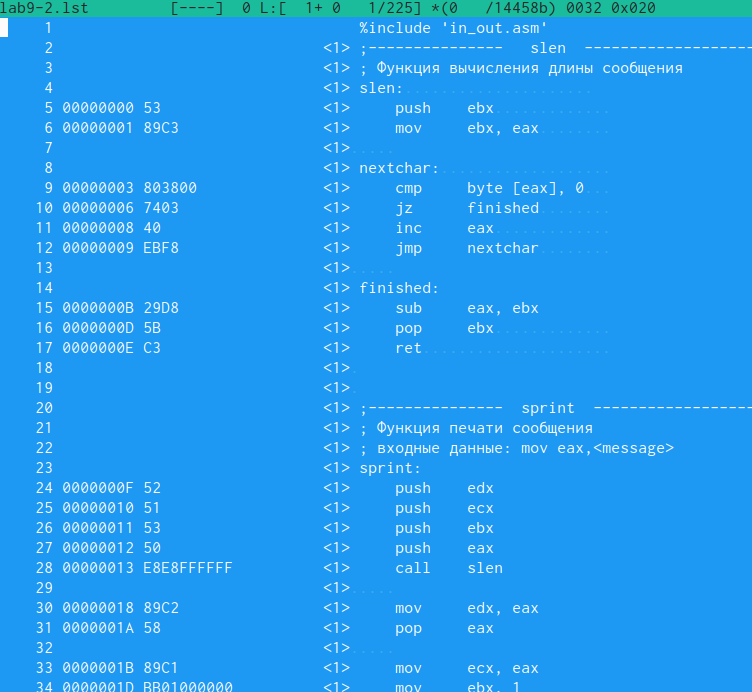 lab9-2.lst [----] 0 L:[ 1+ 0 1/225] *(0 /14458b) 0032 0x020
1 %include 'in_out.asm'
2 <1> ;--------------- slen -------------------
3 <1> ; Функция вычисления длины сообщения
4 <1> slen:.....................
5 00000000 53 <1> push ebx.............
6 00000001 89C3 <1> mov ebx, eax........
7 <1>.....
8 <1> nextchar:...................
9 00000003 803800 <1> cmp byte [eax], 0...
10 00000006 7403 <1> jz finished........
11 00000008 40 <1> inc eax.............
12 00000009 EBF8 <1> jmp nextchar........
13 <1>.....
14 <1> finished:
15 0000000B 29D8 <1> sub eax, ebx
16 0000000D 5B <1> pop ebx.............
17 0000000E C3 <1> ret.....................
18 <1>.
19 <1>.
20 <1> ;--------------- sprint ------------------
21 <1> ; Функция печати сообщения
22 <1> ; входные данные: mov eax,<message>
23 <1> sprint:
24 0000000F 52 <1> push edx
25 00000010 51 <1> push ecx
26 00000011 53 <1> push ebx
27 00000012 50 <1> push eax
28 00000013 E8E8FFFFFF <1> call slen
29 <1>.....
30 00000018 89C2 <1> mov edx, eax
31 0000001A 58 <1> pop eax
32 <1>.....
33 0000001B 89C1 <1> mov ecx, eax
34 0000001D BB01000000 <1> mov ebx, 1